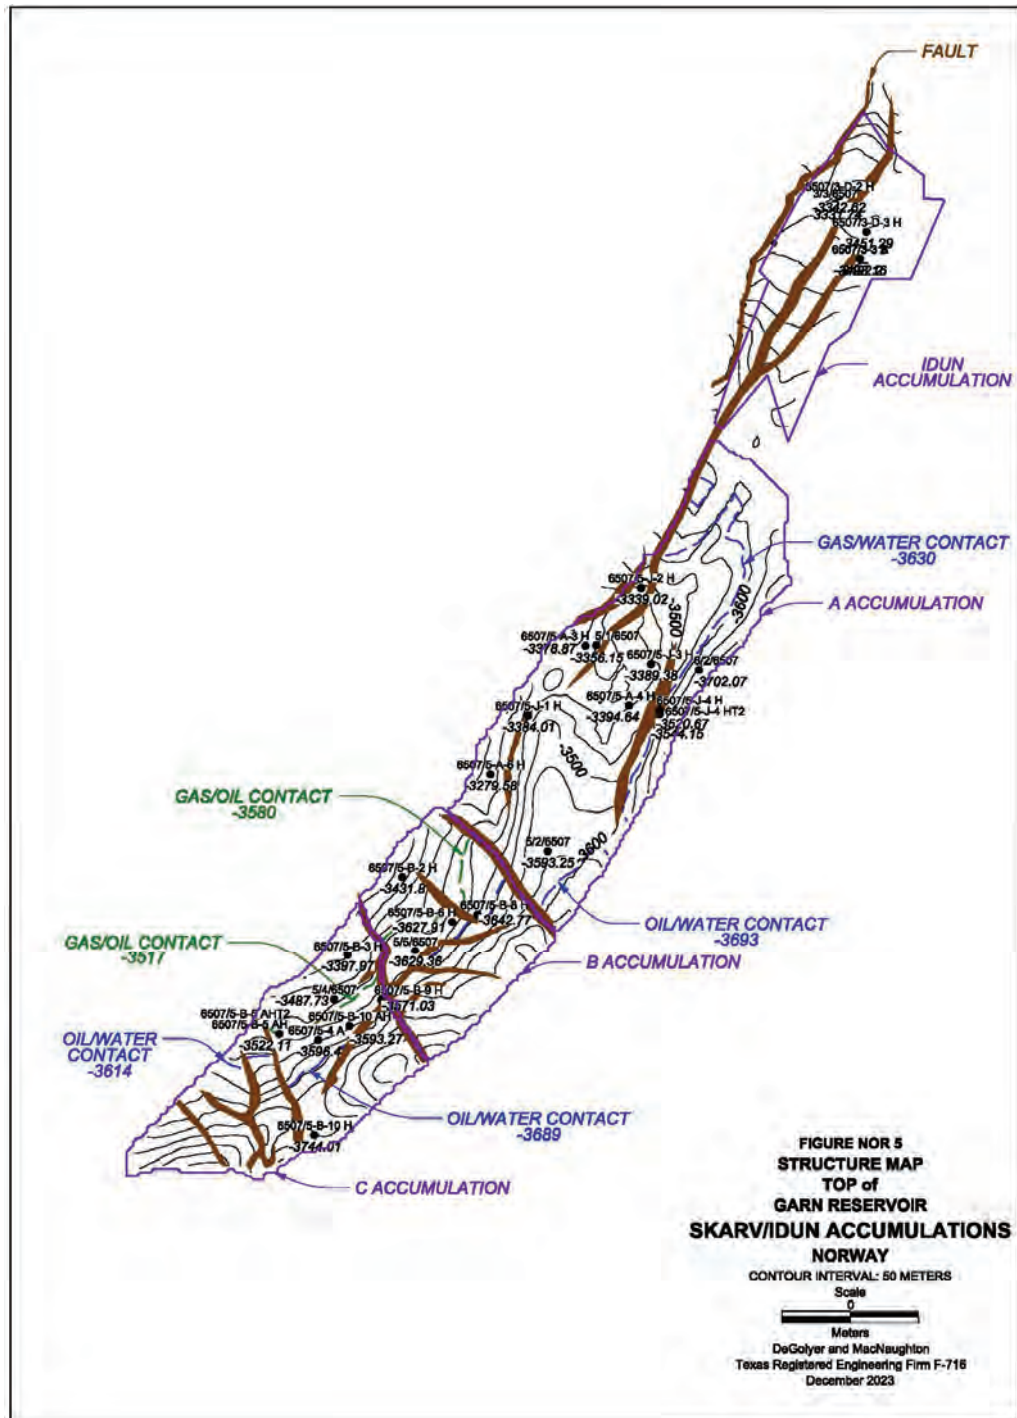 FAULT
6507/3-D-2 H
3/3/6507
-3342.62
6507/3-D-3 H
-3451.29
IDUN
ACCUMULATION
GAS/WATER CONTACT
-3630
6507/5-J-2 H
-3339.02
-3500
-3600
A ACCUMULATION
6507/5 A-3 H
5/1/6507
-3378.87
-3356.15
6507/5-J-3 H
-3389.38
6/2/6507
-3702.07
6507/5-A-4 H
-3394.64
6507/5-J-4 H
6507/5-J-4 HT2
-3520.67
-3544.15
6507/5-J-1 H
-3384.01
-3500
6507/5-A-6 H
-3279.58
GAS/OIL CONTACT
-3580
5/2/6507
-3593.25
-3600
6507/5-B-2 H
-3431.8
6507/5-B-6 H
-3627.91
-3642.77
OIL/WATER CONTACT
-3693
GAS/OIL CONTACT
-3517
6507/5-B-3 H
-3397.97
5/5/6507
-3629.36
B ACCUMULATION
5/4/6507
-3487.73
6507/5-B-9 H
-3571.03
6507/5-B-5 AHT2
6507/5-B-5 AH
-3522.11
6507/5-B-10 AH
-3593.27
6507/5-4 A
-3596.4
OIL/WATER
CONTACT
-3614
OIL/WATER CONTACT
-3689
6507/5-B-10 H
-3744.01
C ACCUMULATION
FIGURE NOR 5
STRUCTURE MAP
TOP of
GARN RESERVOIR
SKARV/IDUN ACCUMULATIONS
NORWAY
CONTOUR INTERVAL: 50 METERS
Scale
0
Meters
DeGolyer and MacNaughton
Texas Registered Engineering Firm F-716
December 2023